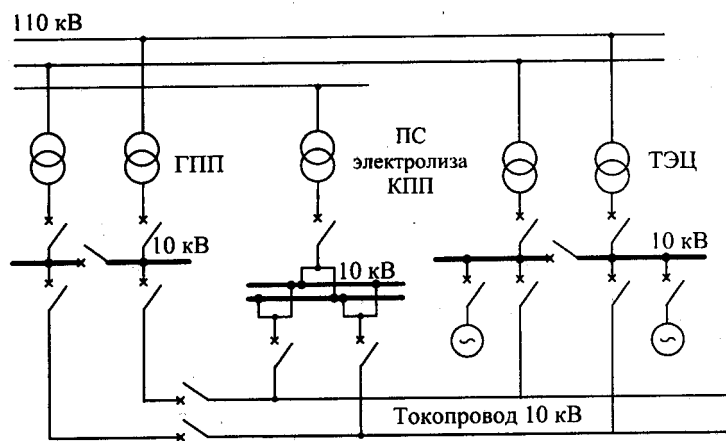 110 кВ
ГПП
ПС
электролиза
КПП
ТЭЦ
10 кВ
10 кВ
10 кВ
Токопровод 10 кВ